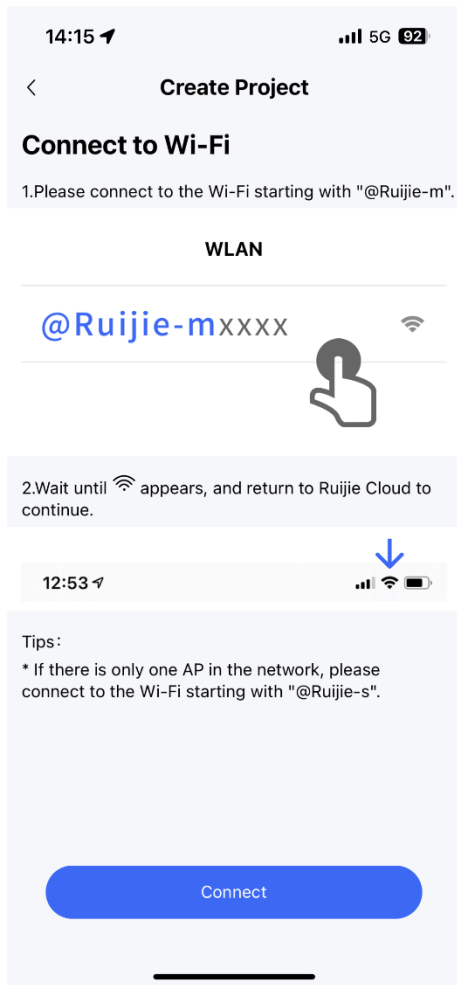 14:15 5G 92
Create Project
Connect to Wi-Fi
1.Please connect to the Wi-Fi starting with "@Ruijie-m".
WLAN
@Ruijie-mxxxx
2.Wait until appears, and return to Ruijie Cloud to
continue.
12:53
Tips:
* If there is only one AP in the network, please
connect to the Wi-Fi starting with "@Ruijie-s".
Connect